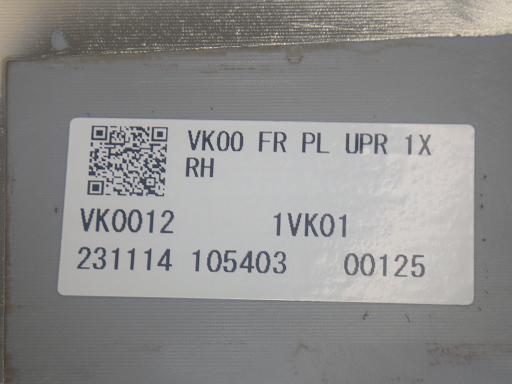 VK00 FR PL UPR 1X
RH
VK0012 1VK01
231114 105403 00125